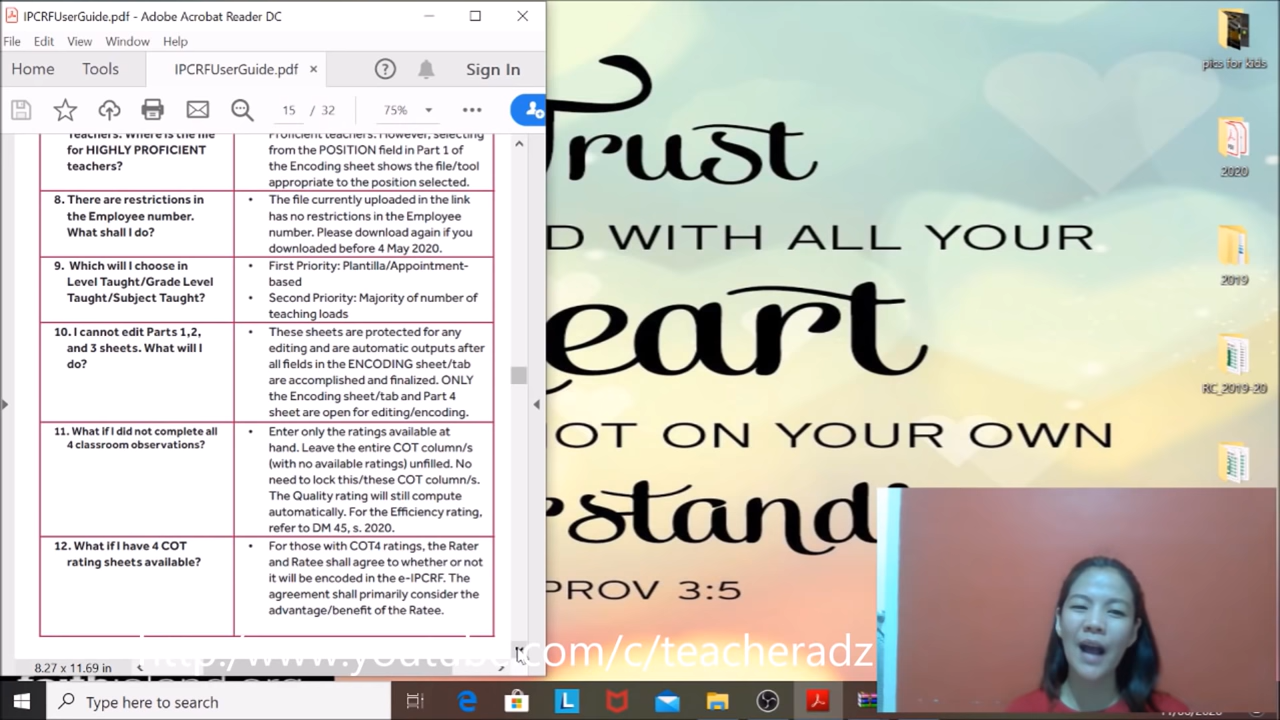 IPCRFUserGuide.pdf - Adobe Acrobat Reader DC
File Edit View Window Help
Home Tools IPCRFUserGuide.pdf × ? Sign In
15 / 32 75%
Teachers. Where is the file
for HIGHLY PROFICIENT
teachers?
Proficient teachers. However, selecting
from the POSITION field in Part 1 of
the Encoding sheet shows the file/tool
appropriate to the position selected.
8. There are restrictions in
the Employee number.
What shall I do?
• The file currently uploaded in the link
has no restrictions in the Employee
number. Please download again if you
downloaded before 4 May 2020.
9. Which will I choose in
Level Taught/Grade Level
Taught/Subject Taught?
• First Priority: Plantilla/Appointment-
based
• Second Priority: Majority of number of
teaching loads
10. I cannot edit Parts 1,2,
and 3 sheets. What will I
do?
• These sheets are protected for any
editing and are automatic outputs after
all fields in the ENCODING sheet/tab
are accomplished and finalized. ONLY
the Encoding sheet/tab and Part 4
sheet are open for editing/encoding.
11. What if I did not complete all
4 classroom observations?
• Enter only the ratings available at
hand. Leave the entire COT column/s
(with no available ratings) unfilled. No
need to lock this/these COT column/s.
The Quality rating will still compute
automatically. For the Efficiency rating,
refer to DM 45, s. 2020.
12. What if I have 4 COT
rating sheets available?
• For those with COT4 ratings, the Rater
and Ratee shall agree to whether or not
it will be encoded in the e-IPCRF. The
agreement shall primarily consider the
advantage/benefit of the Ratee.
8.27 x 11.69 in
Trust
D WITH ALL YOUR
eart
OT ON YOUR OWN
rstand
PROV 3:5
pics for kids
2020
2019
RC_2019-20
http://www.youtube.com/c/teacheradz
Type here to search